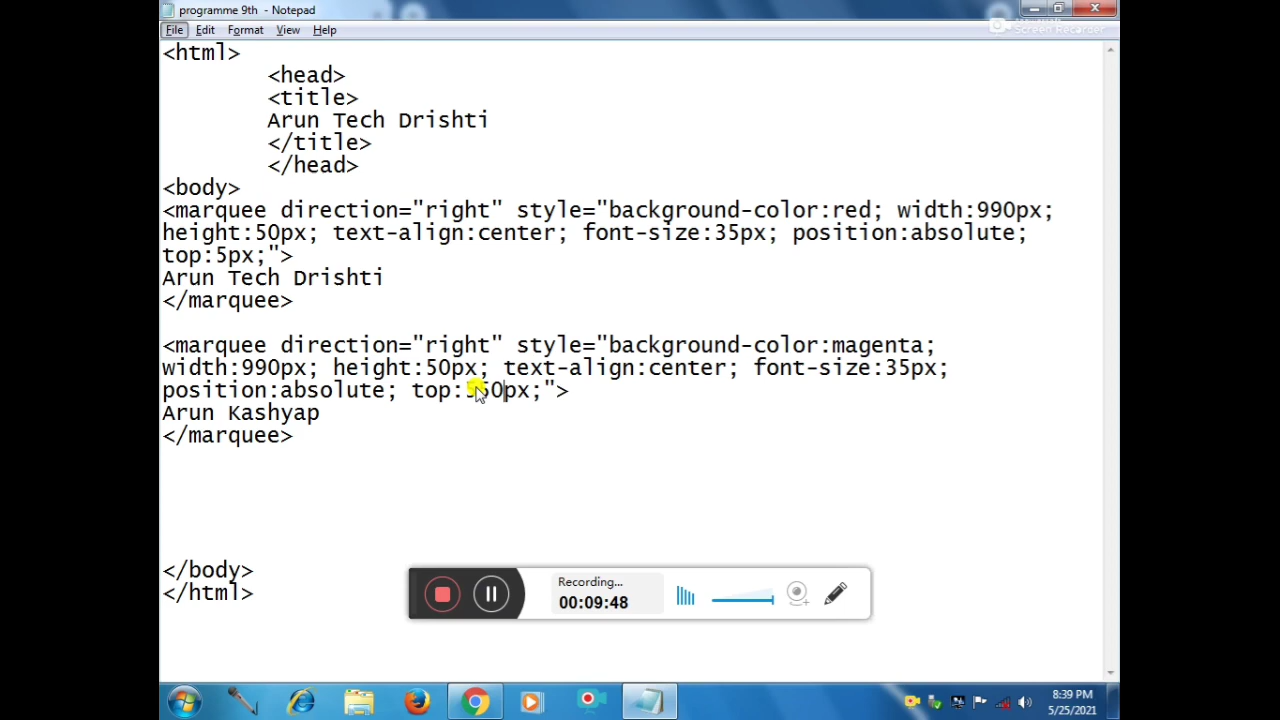 programme 9th - Notepad
File Edit Format View Help
Screen Recorder
<html>
<head>
<title>
Arun Tech Drishti
</title>
</head>
<body>
<marquee direction="right" style="background-color:red; width:990px;
height:50px; text-align:center; font-size:35px; position:absolute;
top:5px;">
Arun Tech Drishti
</marquee>
<marquee direction="right" style="background-color:magenta;
width:990px; height:50px; text-align:center; font-size:35px;
position:absolute; px;">
Arun Kashyap
</marquee>
</body>
</html>
Recording...
00:09:48
8:39 PM
5/25/2021